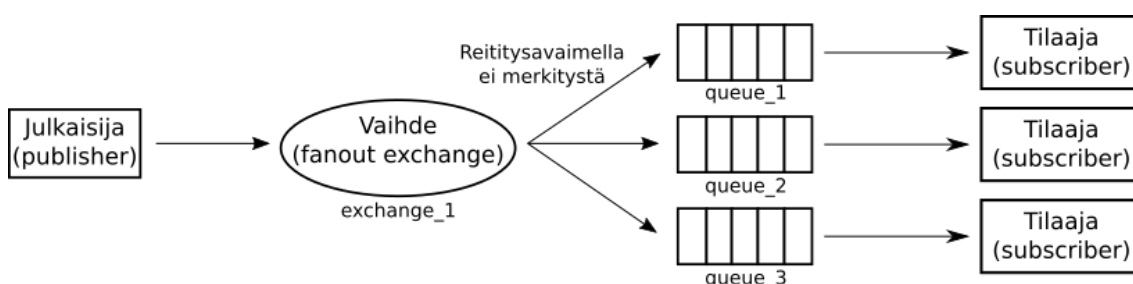 Julkaisija
(publisher)
Vaihde
(fanout exchange)
exchange_1
Reititysavaimella
ei merkitystä
queue_1
Tilaaja
(subscriber)
queue_2
Tilaaja
(subscriber)
queue_3
Tilaaja
(subscriber)